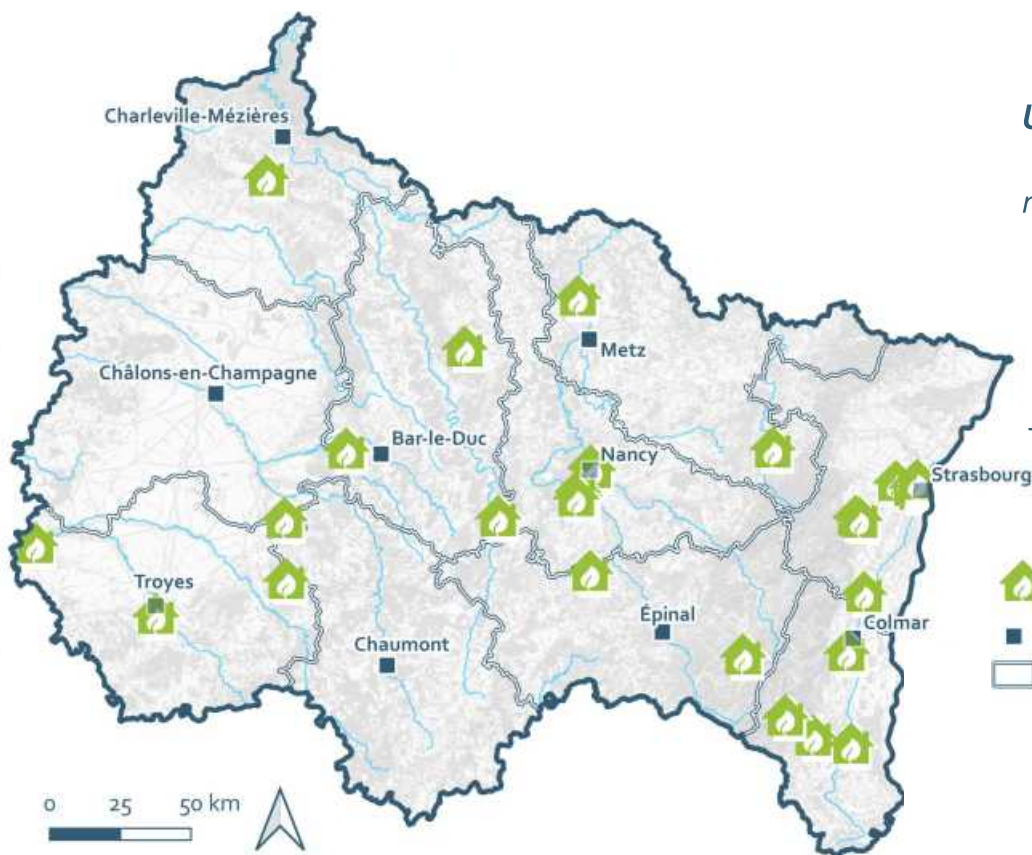 Charleville-Mézières
Metz
Châlons-en-Champagne
Bar-le-Duc
Nancy
Strasbourg
Troyes
Épinal
Colmar
Chaumont
0 25 50 km